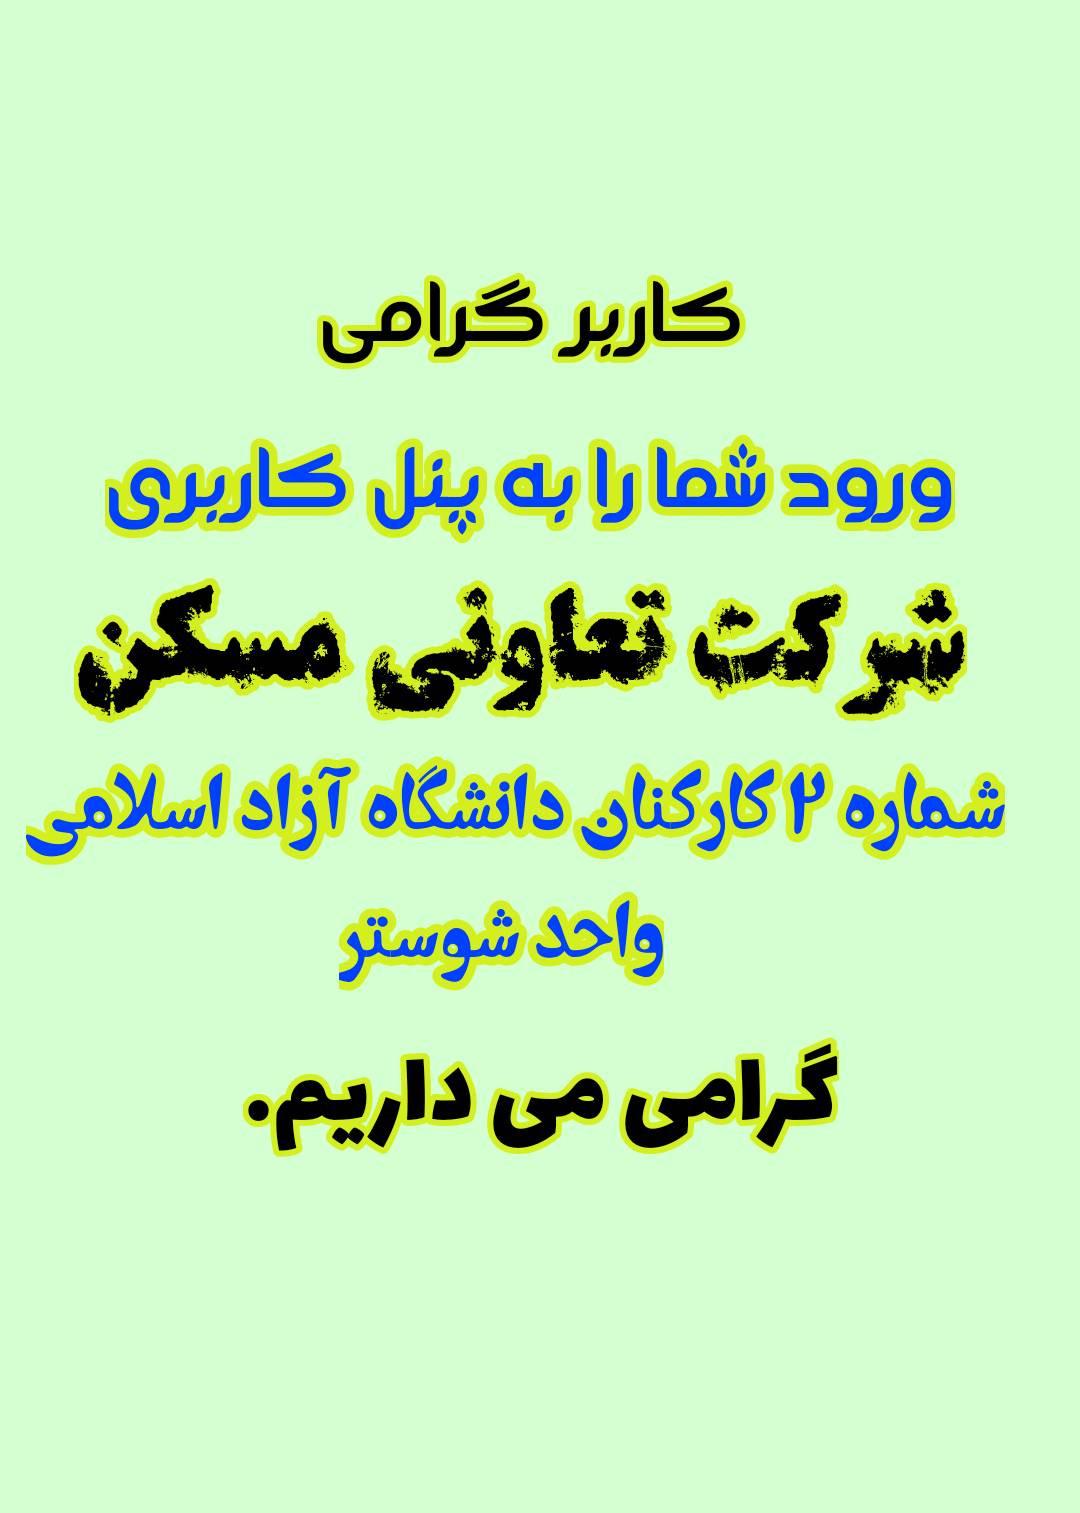 کاربر گرامی
ورود شما را به پنل کاربری
شرکت تعاونی مسکن
شماره ۲ کارکنان دانشگاه آزاد اسلامی
واحد شوستر
گرامی می داریم.